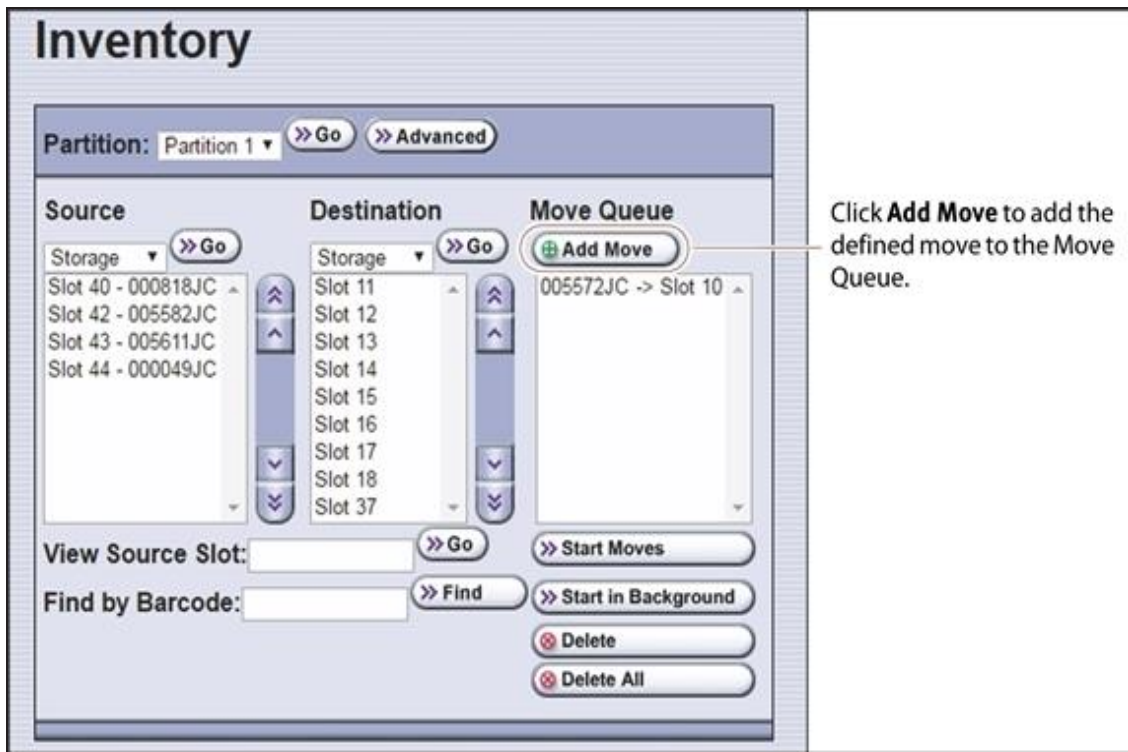 Inventory
Partition: Partition 1 Go Advanced
Source Destination Move Queue
Storage Go Storage Go Add Move
Slot 40 - 000818JC Slot 11 005572JC -> Slot 10
Slot 42 - 005582JC Slot 12
Slot 43 - 005611JC Slot 13
Slot 44 - 000049JC Slot 14
Slot 15
Slot 16
Slot 17
Slot 18
Slot 37
View Source Slot: Go Start Moves
Find by Barcode: Find Start in Background
Delete
Delete All
Click Add Move to add the
defined move to the Move
Queue.